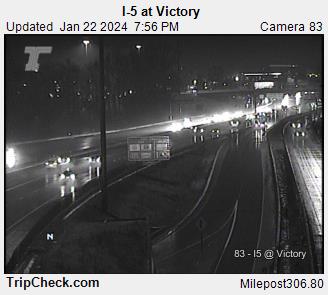 I-5 at Victory
Updated Jan 22 2024 7:56 PM Camera 83
T
N
83 - I5 @ Victory
TripCheck.com Milepost306.80